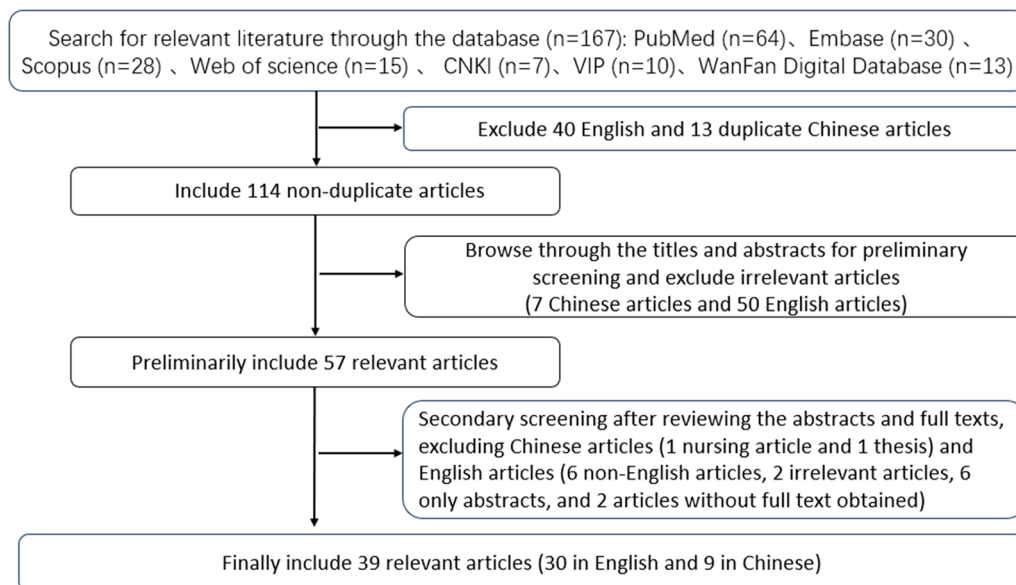 Search for relevant literature through the database (n=167): PubMed (n=64)、Embase (n=30) 、
Scopus (n=28) 、Web of science (n=15) 、 CNKI (n=7)、VIP (n=10)、WanFan Digital Database (n=13)
Exclude 40 English and 13 duplicate Chinese articles
Include 114 non-duplicate articles
Browse through the titles and abstracts for preliminary
screening and exclude irrelevant articles
(7 Chinese articles and 50 English articles)
Preliminarily include 57 relevant articles
Secondary screening after reviewing the abstracts and full texts,
excluding Chinese articles (1 nursing article and 1 thesis) and
English articles (6 non-English articles, 2 irrelevant articles, 6
only abstracts, and 2 articles without full text obtained)
Finally include 39 relevant articles (30 in English and 9 in Chinese)